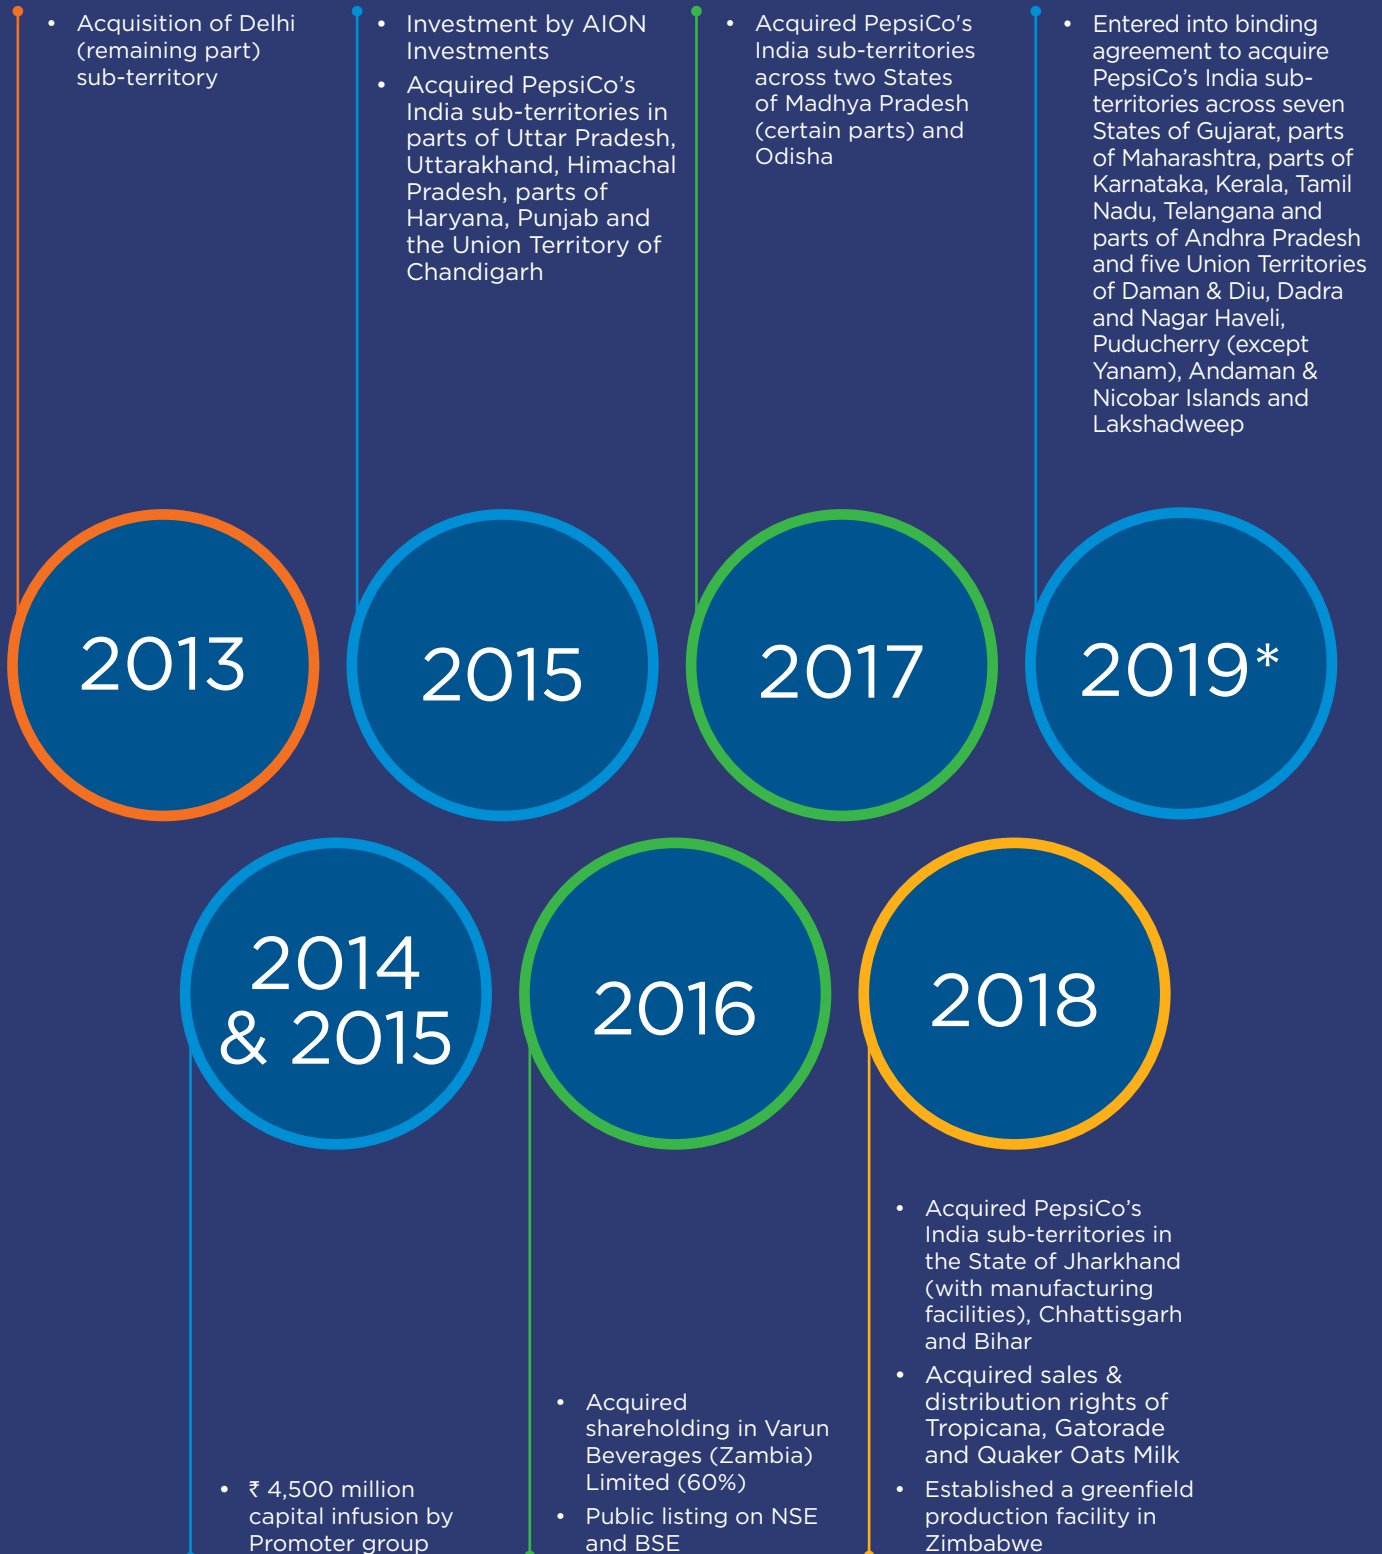 • Acquisition of Delhi
(remaining part)
sub-territory
• Investment by AION
Investments
• Acquired PepsiCo’s
India sub-territories in
parts of Uttar Pradesh,
Uttarakhand, Himachal
Pradesh, parts of
Haryana, Punjab and
the Union Territory of
Chandigarh
• Acquired PepsiCo's
India sub-territories
across two States
of Madhya Pradesh
(certain parts) and
Odisha
• Entered into binding
agreement to acquire
PepsiCo’s India sub-
territories across seven
States of Gujarat, parts
of Maharashtra, parts of
Karnataka, Kerala, Tamil
Nadu, Telangana and
parts of Andhra Pradesh
and five Union Territories
of Daman & Diu, Dadra
and Nagar Haveli,
Puducherry (except
Yanam), Andaman &
Nicobar Islands and
Lakshadweep
2013
2015
2017
2019*
2014
& 2015
2016
2018
• ₹ 4,500 million
capital infusion by
Promoter group
• Acquired
shareholding in Varun
Beverages (Zambia)
Limited (60%)
• Public listing on NSE
and BSE
• Acquired PepsiCo’s
India sub-territories in
the State of Jharkhand
(with manufacturing
facilities), Chhattisgarh
and Bihar
• Acquired sales &
distribution rights of
Tropicana, Gatorade
and Quaker Oats Milk
• Established a greenfield
production facility in
Zimbabwe